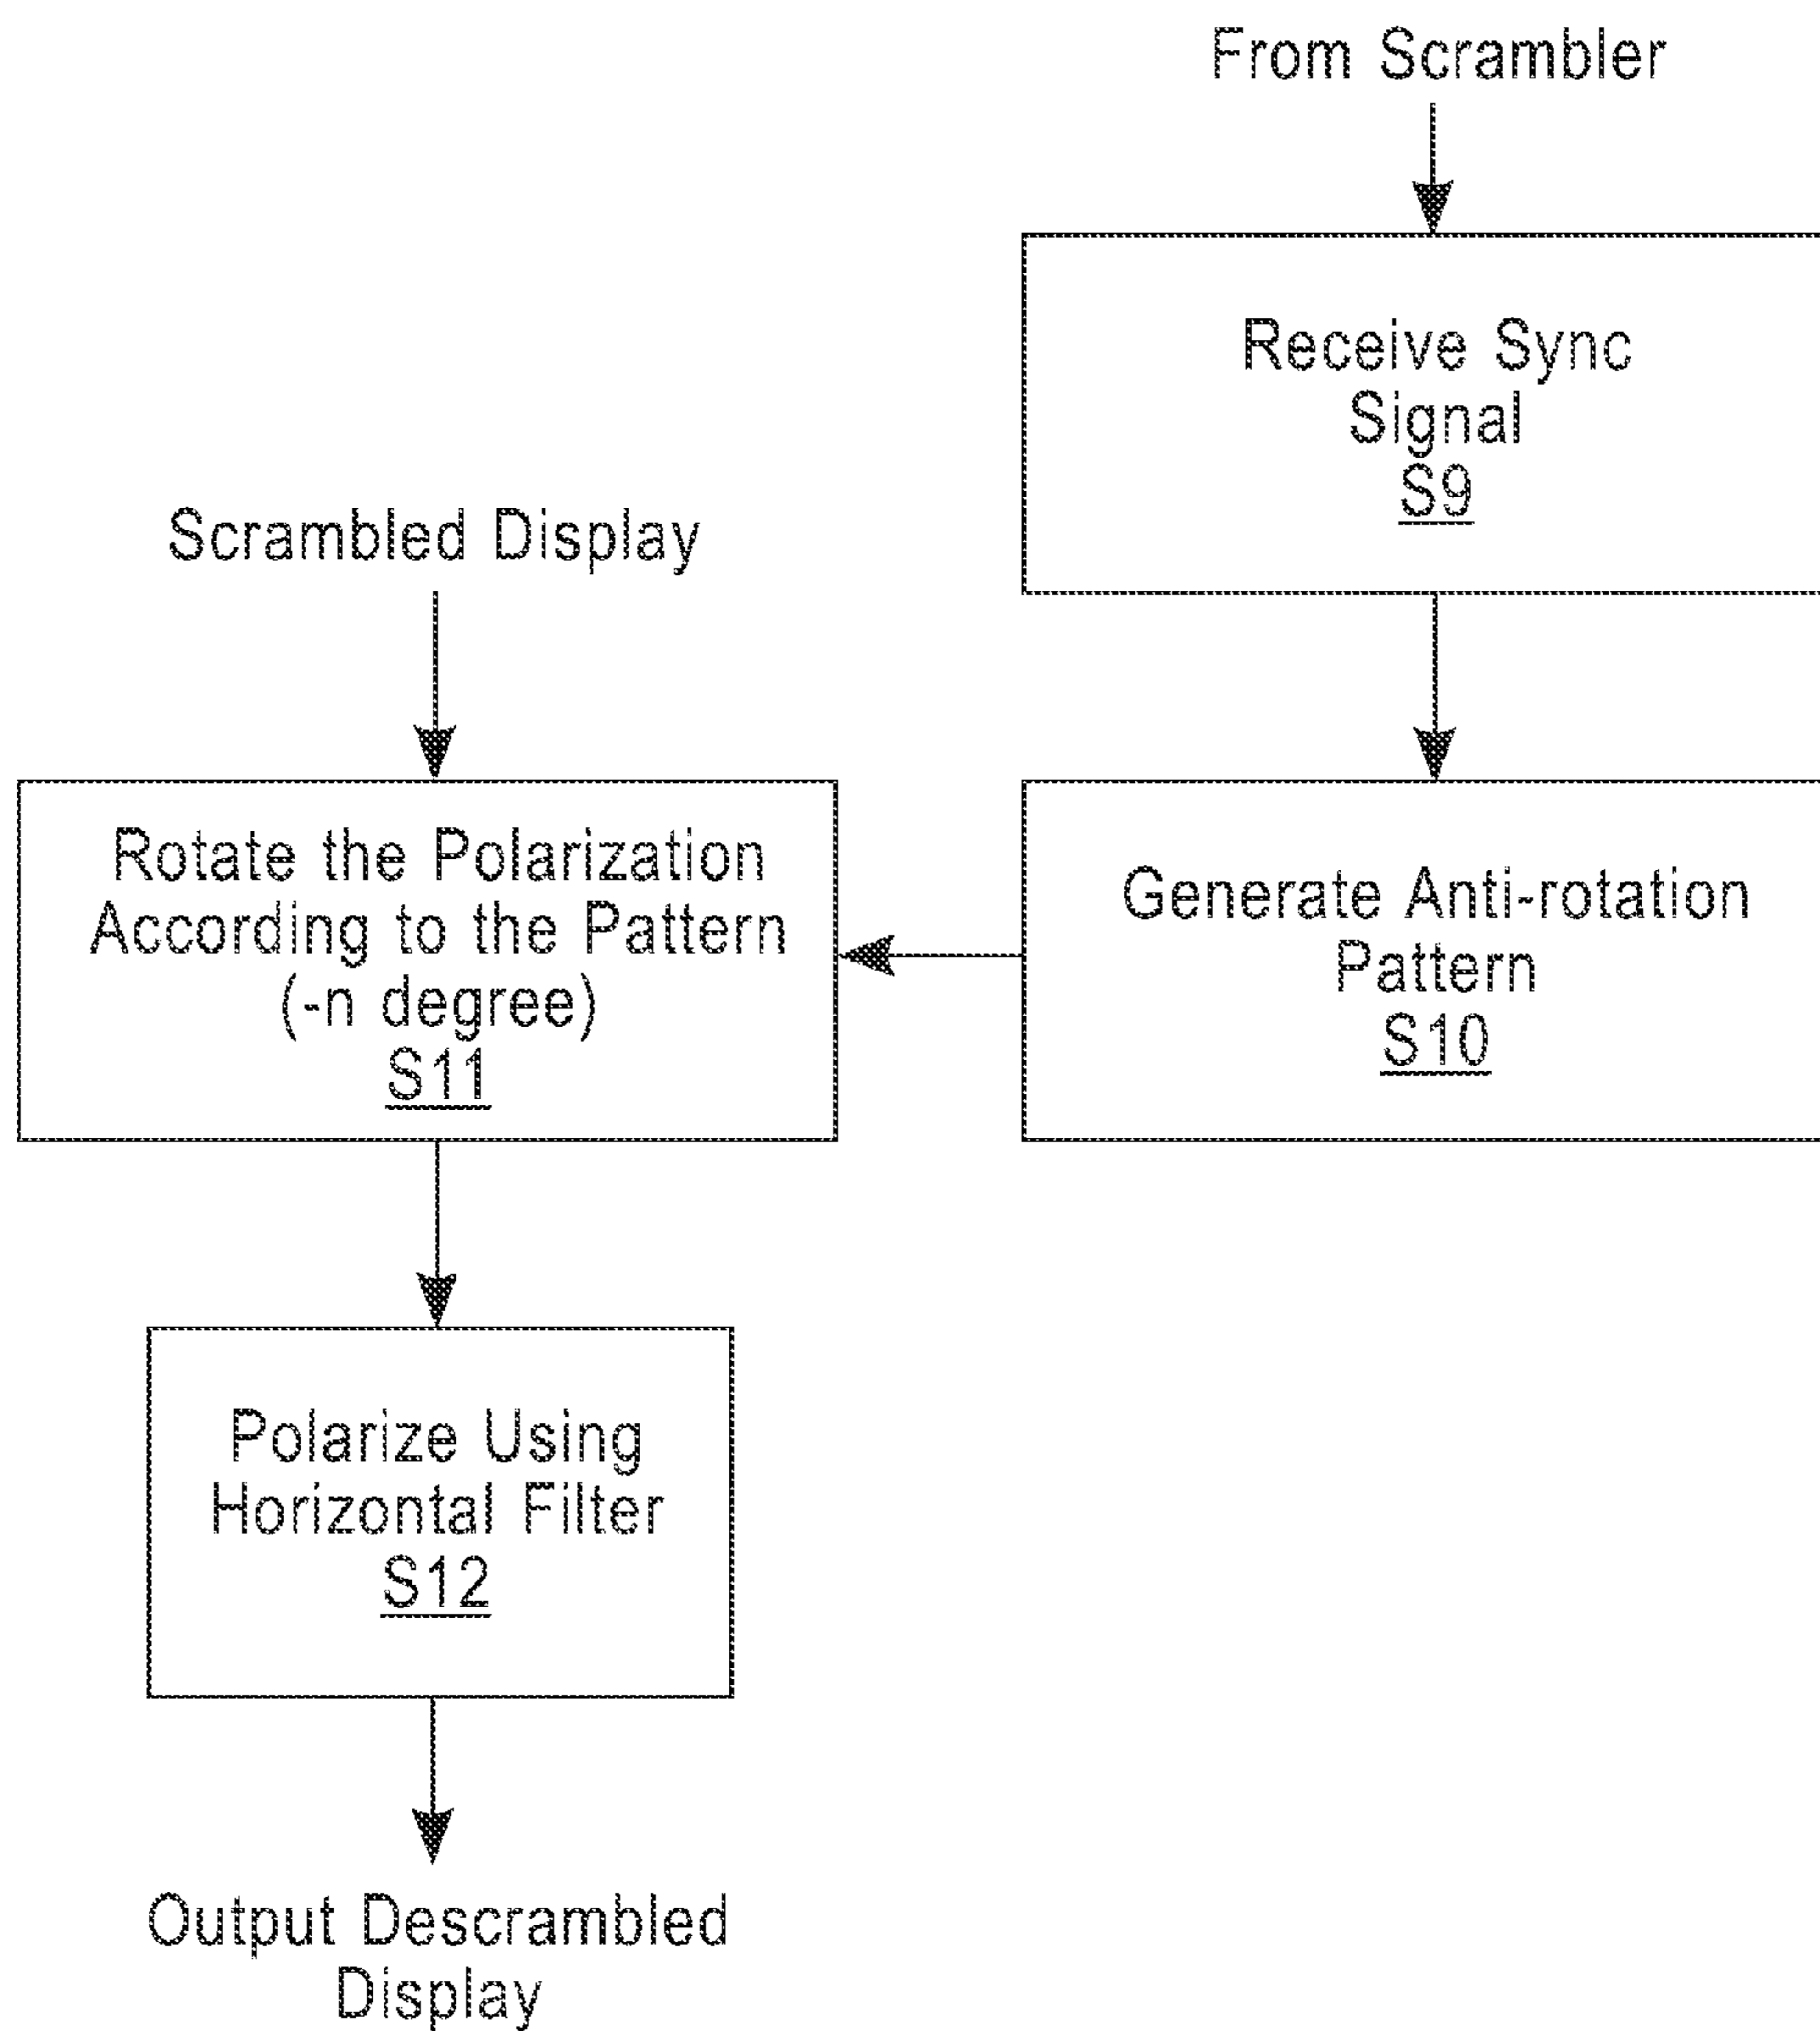 From Scrambler
Receive Sync
Signal
S9
Scrambled Display
Rotate the Polarization
According to the Pattern
(-n degree)
S11
Generate Anti-rotation
Pattern
S10
Polarize Using
Horizontal Filter
S12
Output Descrambled
Display